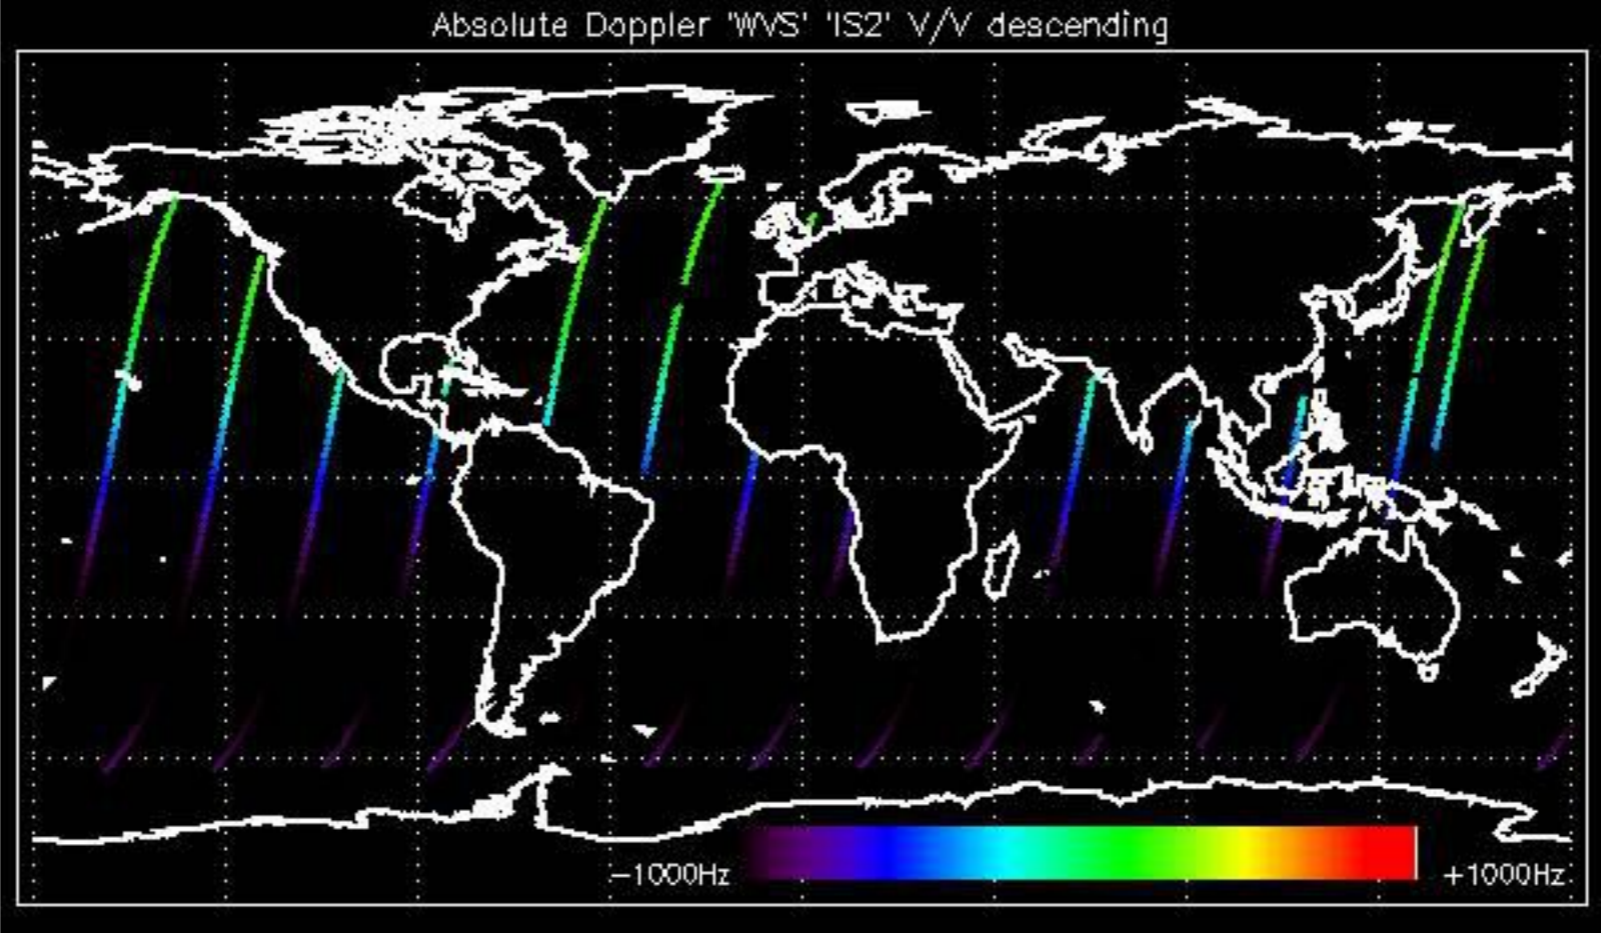 Absolute Doppler 'WVS' 'IS2' V/V descending
−1000Hz +1000Hz